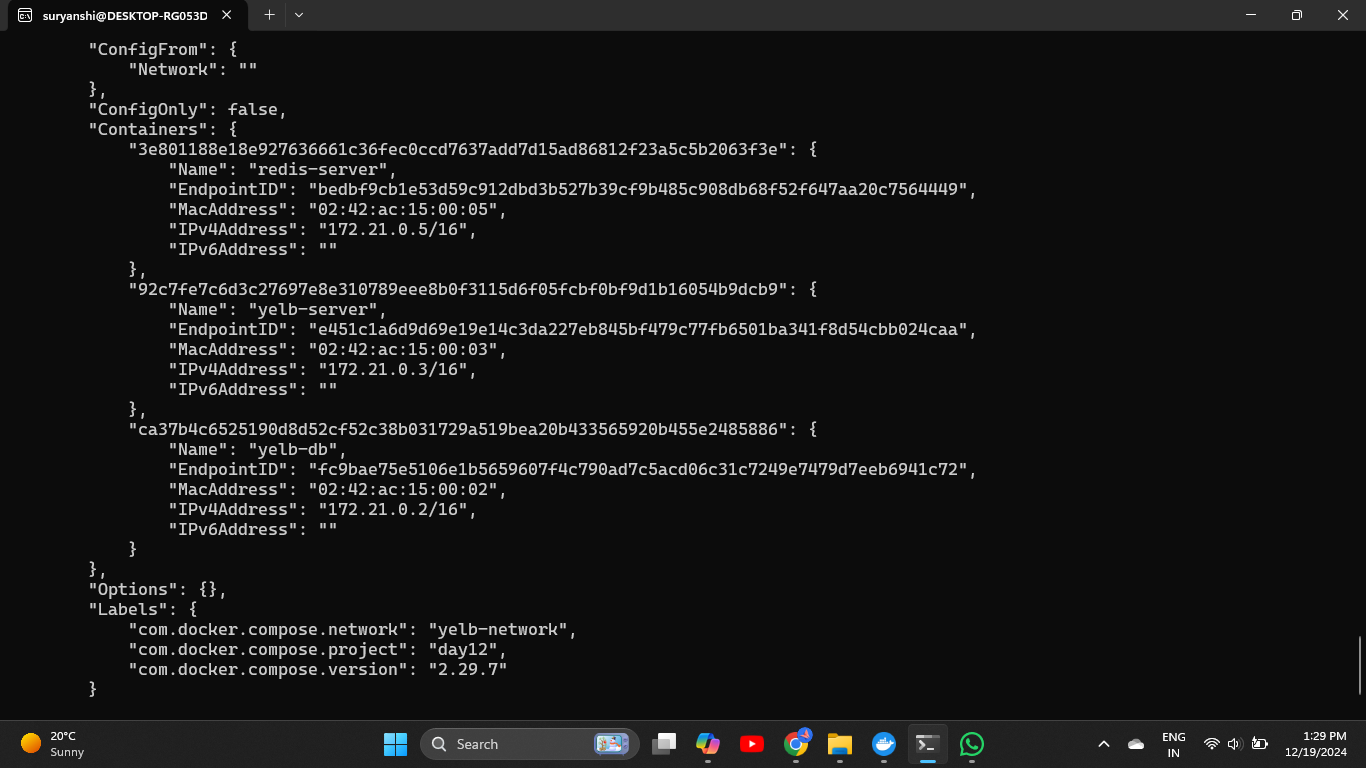 suryanshi@DESKTOP-RG053D
"ConfigFrom": {
"Network": ""
},
"ConfigOnly": false,
"Containers": {
"3e801188e18e927636661c36fec0ccd7637add7d15ad86812f23a5c5b2063f3e": {
"Name": "redis-server",
"EndpointID": "bedbf9cb1e53d59c912dbd3b527b39cf9b485c908db68f52f647aa20c7564449",
"MacAddress": "02:42:ac:15:00:05",
"IPv4Address": "172.21.0.5/16",
"IPv6Address": ""
},
"92c7fe7c6d3c27697e8e310789eee8b0f3115d6f05fcbf0bf9d1b16054b9dcb9": {
"Name": "yelb-server",
"EndpointID": "e451c1a6d9d69e19e14c3da227eb845bf479c77fb6501ba341f8d54cbb024caa",
"MacAddress": "02:42:ac:15:00:03",
"IPv4Address": "172.21.0.3/16",
"IPv6Address": ""
},
"ca37b4c6525190d8d52cf52c38b031729a519bea20b433565920b455e2485886": {
"Name": "yelb-db",
"EndpointID": "fc9bae75e5106e1b5659607f4c790ad7c5acd06c31c7249e7479d7eeb6941c72",
"MacAddress": "02:42:ac:15:00:02",
"IPv4Address": "172.21.0.2/16",
"IPv6Address": ""
}
},
"Options": {},
"Labels": {
"com.docker.compose.network": "yelb-network",
"com.docker.compose.project": "day12",
"com.docker.compose.version": "2.29.7"
}
20°C
Sunny
Search
ENG
IN
1:29 PM
12/19/2024